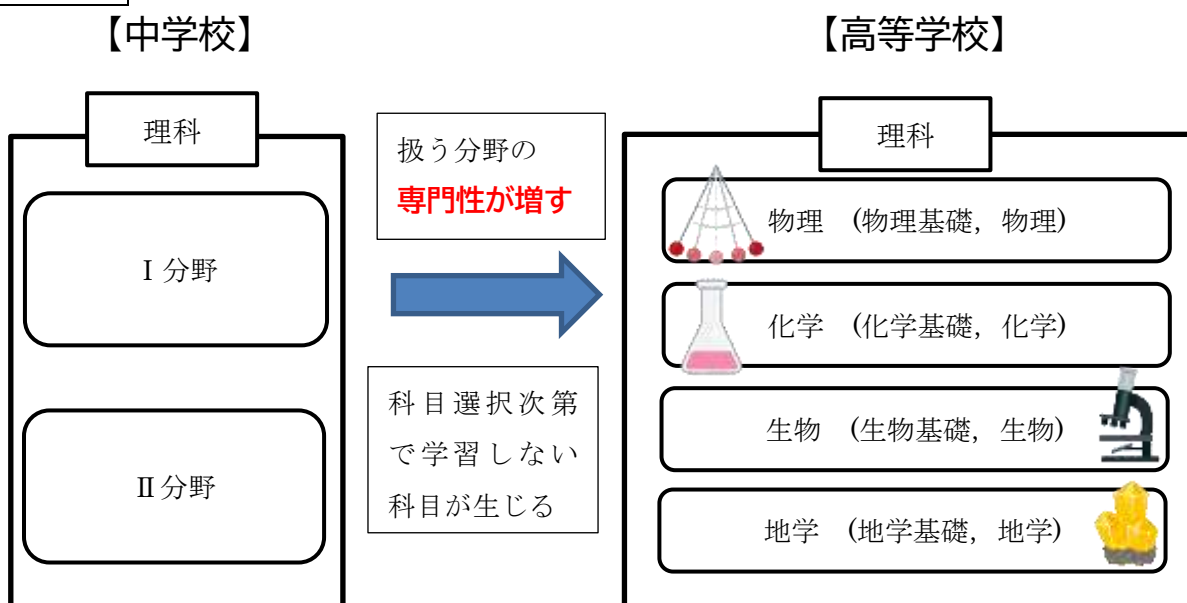 【中学校】
理科
Ⅰ分野
Ⅱ分野
扱う分野の
専門性が増す
科目選択次第
で学習しない
科目が生じる
【高等学校】
理科
物理 (物理基礎，物理)
化学 (化学基礎，化学)
生物 (生物基礎，生物)
地学 (地学基礎，地学)